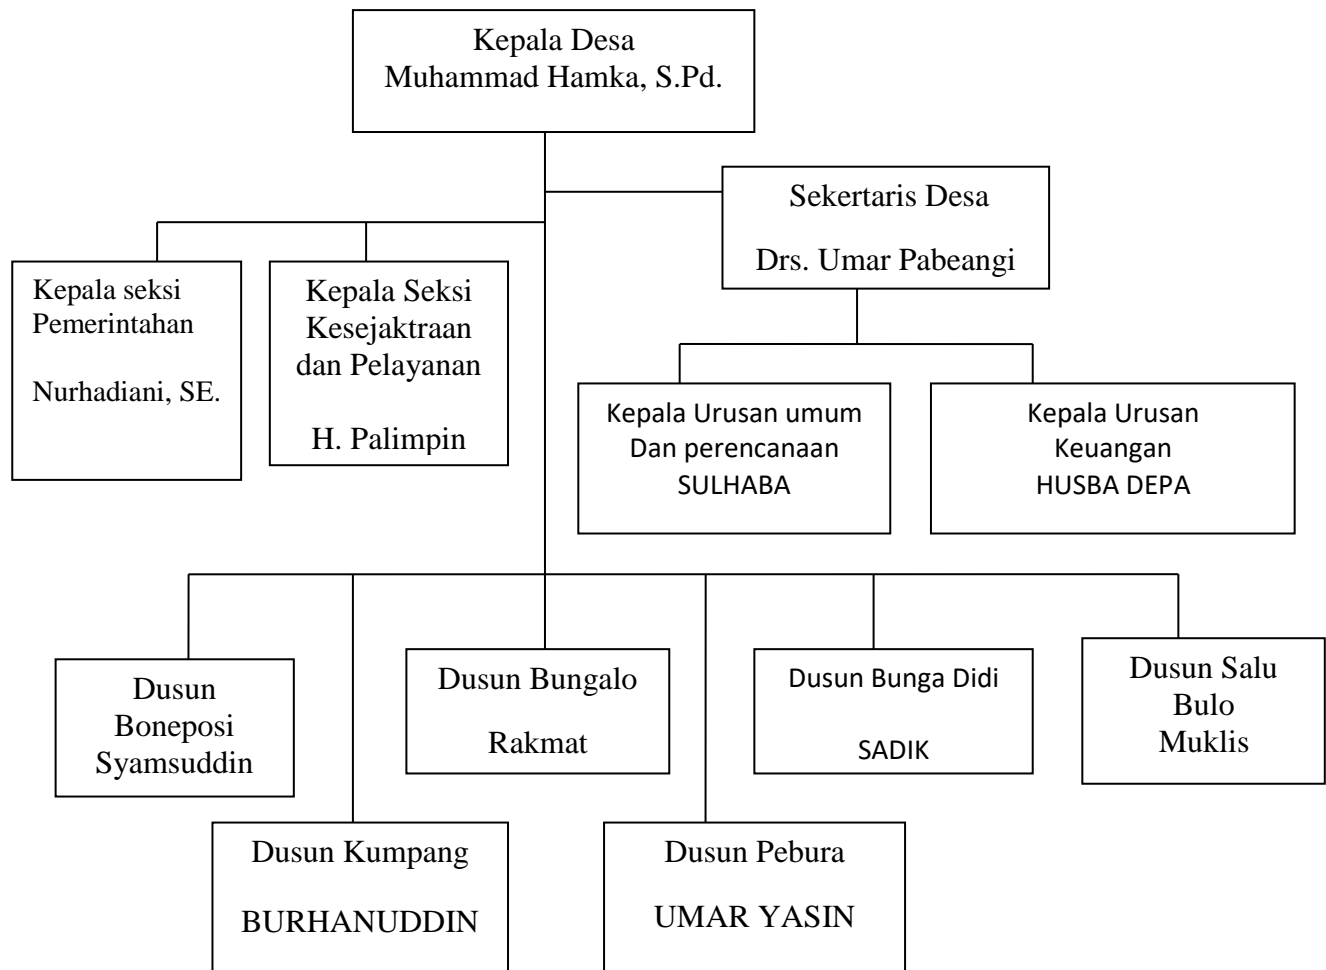 Kepala Desa
Muhammad Hamka, S.Pd.
Sekertaris Desa
Drs. Umar Pabeangi
Kepala seksi
Pemerintahan
Nurhadiani, SE.
Kepala Seksi
Kesejaktraan
dan Pelayanan
H. Palimpin
Kepala Urusan umum
Dan perencanaan
SULHABA
Kepala Urusan
Keuangan
HUSBA DEPA
Dusun
Boneposi
Syamsuddin
Dusun Bungalo
Rakmat
Dusun Bunga Didi
SADIK
Dusun Salu
Bulo
Muklis
Dusun Kumpang
BURHANUDDIN
Dusun Pebura
UMAR YASIN